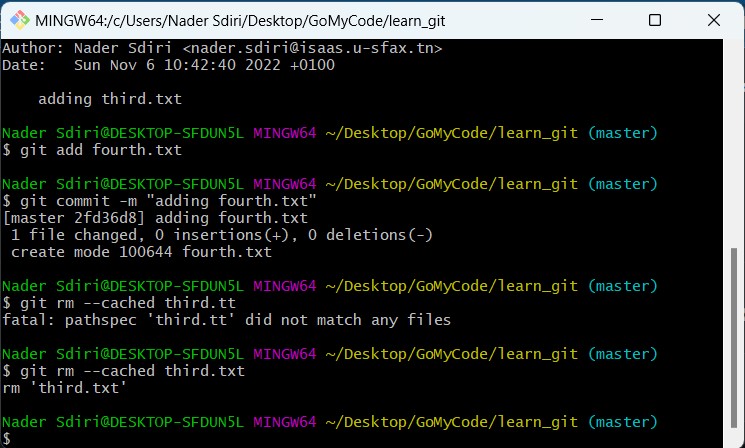 MINGW64:/c/Users/Nader Sdiri/Desktop/GoMyCode/learn_git
Author: Nader Sdiri <nader.sdiri@isaas.u-sfax.tn>
Date:   Sun Nov 6 10:42:40 2022 +0100
    adding third.txt
Nader Sdiri@DESKTOP-SFDUN5L MINGW64 ~/Desktop/GoMyCode/learn_git (master)
$ git add fourth.txt
Nader Sdiri@DESKTOP-SFDUN5L MINGW64 ~/Desktop/GoMyCode/learn_git (master)
$ git commit -m "adding fourth.txt"
[master 2fd36d8] adding fourth.txt
 1 file changed, 0 insertions(+), 0 deletions(-)
 create mode 100644 fourth.txt
Nader Sdiri@DESKTOP-SFDUN5L MINGW64 ~/Desktop/GoMyCode/learn_git (master)
$ git rm --cached third.tt
fatal: pathspec 'third.tt' did not match any files
Nader Sdiri@DESKTOP-SFDUN5L MINGW64 ~/Desktop/GoMyCode/learn_git (master)
$ git rm --cached third.txt
rm 'third.txt'
Nader Sdiri@DESKTOP-SFDUN5L MINGW64 ~/Desktop/GoMyCode/learn_git (master)
$